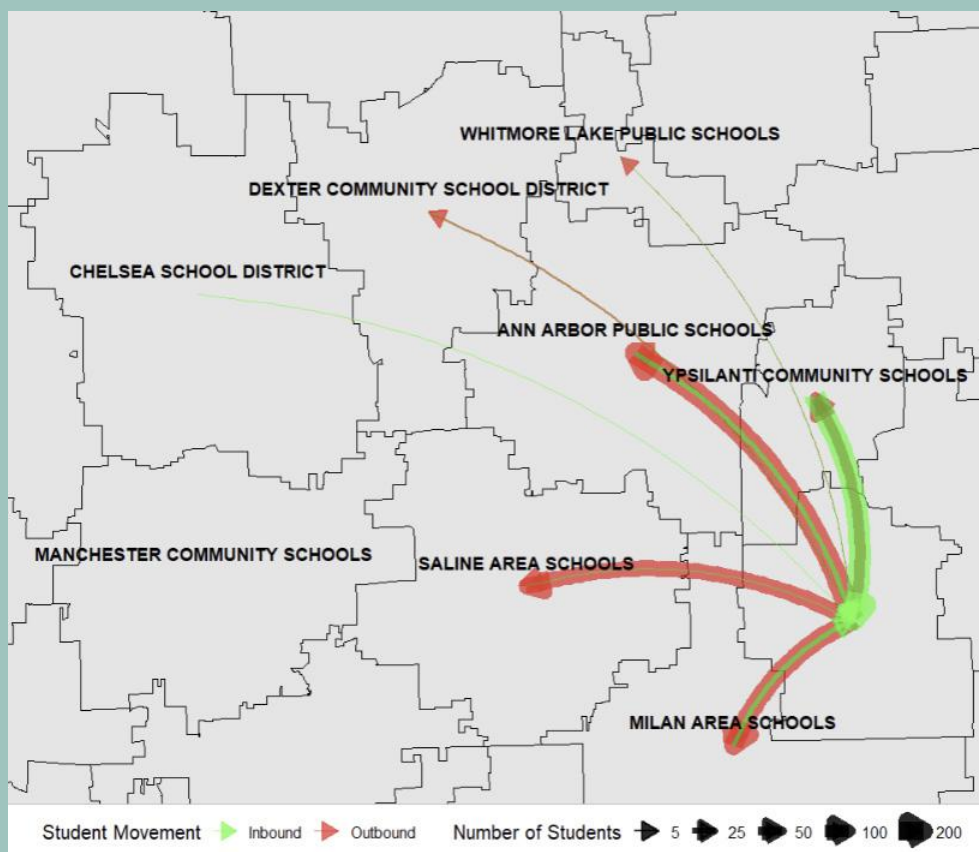 WHITMORE LAKE PUBLIC SCHOOLS
DEXTER COMMUNITY SCHOOL DISTRICT
CHELSEA SCHOOL DISTRICT
ANN ARBOR PUBLIC SCHOOLS
YPSILANTI COMMUNITY SCHOOLS
MANCHESTER COMMUNITY SCHOOLS
SALINE AREA SCHOOLS
MILAN AREA SCHOOLS
Student Movement Inbound Outbound Number of Students 5 25 50 100 200